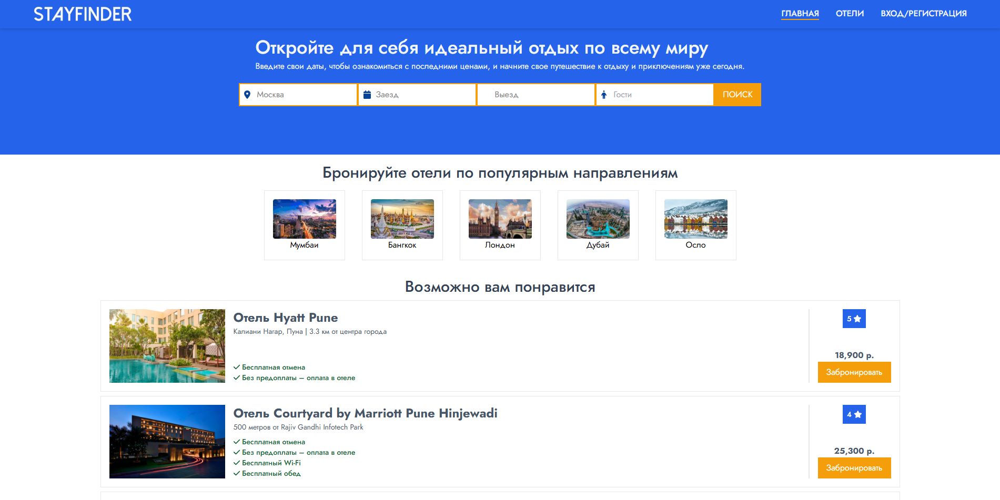 STAYFINDER
ГЛАВНАЯ ОТЕЛИ ВХОД/РЕГИСТРАЦИЯ
Откройте для себя идеальный отдых по всему миру
Введите свои даты, чтобы ознакомиться с последними ценами, и начните свое путешествие к отдыху и приключениям уже сегодня.
Москва Заезд Выезд Гости ПОИСК
Бронируйте отели по популярным направлениям
Мумбаи Бангкок Лондон Дубай Осло
Возможно вам понравится
Отель Hyatt Pune
5
Калиани Нагар, Пуна | 3.3 км от центра города
18,900 р.
Бесплатная отмена
Без предоплаты – оплата в отеле
Забронировать
Отель Courtyard by Marriott Pune Hinjewadi
4
500 метров от Rajiv Gandhi Infotech Park
Бесплатная отмена
Без предоплаты – оплата в отеле
25,300 р.
Бесплатный Wi-Fi
Забронировать
Бесплатный обед